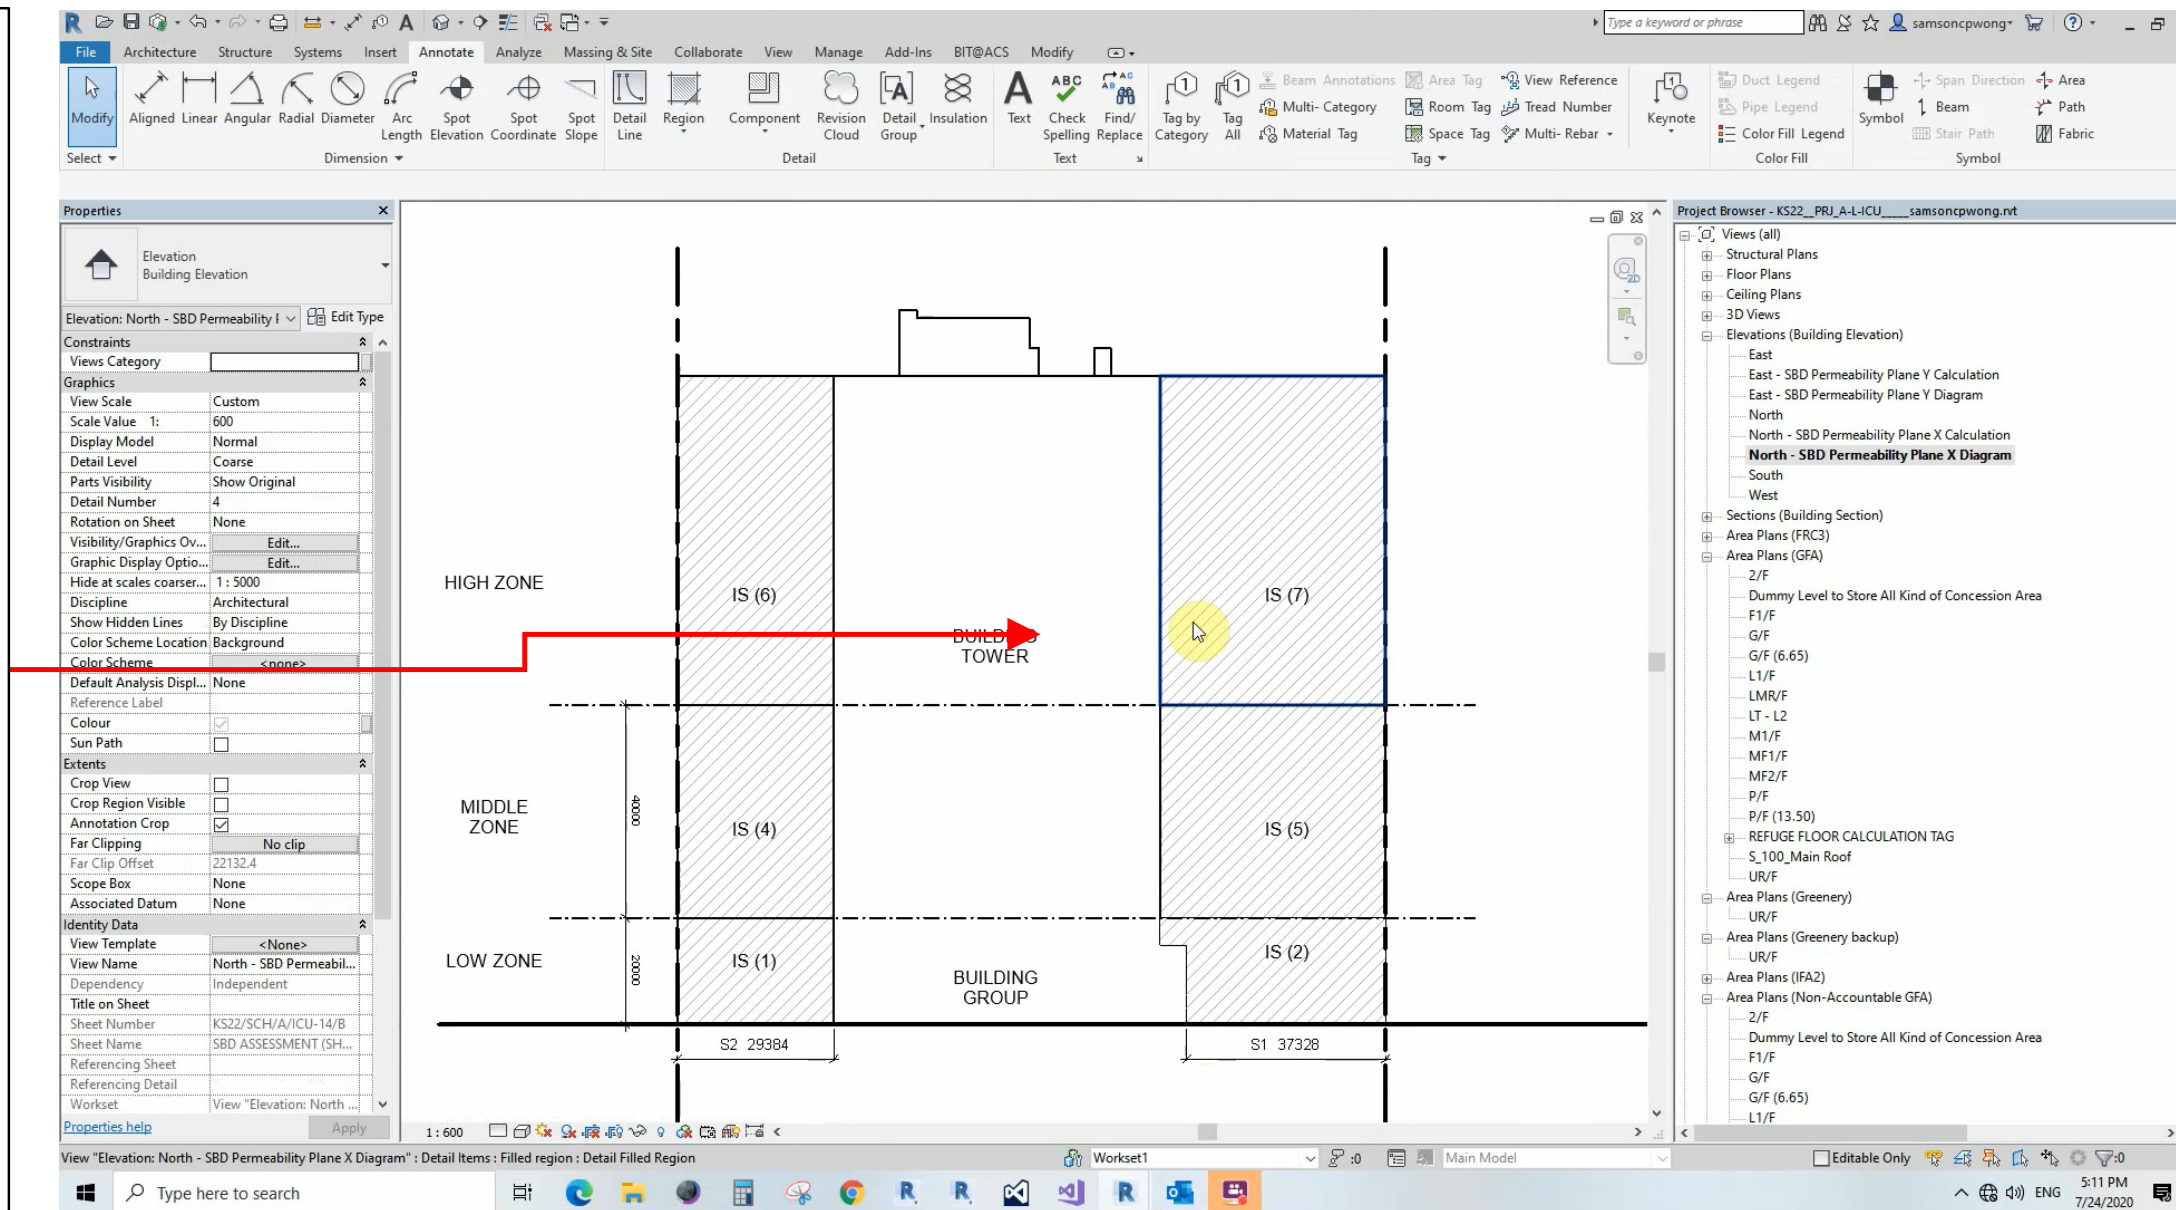 Type a keyword or phrase
samsoncpwong
File Architecture Structure Systems Insert Annotate Analyze Massing & Site Collaborate View Manage Add-Ins BIT@ACS Modify
Modify
Aligned Linear Angular Radial Diameter Arc Length Spot Elevation Spot Coordinate Spot Slope
Detail Line Region Component Revision Cloud Detail Group Insulation
Text ABC Check Spelling Find/ Replace
Tag by Category Tag All
Beam Annotations Area Tag View Reference
Multi- Category Room Tag Tread Number
Material Tag Space Tag Multi- Rebar
Keynote
Duct Legend
Pipe Legend
Color Fill Legend
Symbol
Span Direction Area
Beam Path
Stair Path Fabric
Select Dimension Detail Text Tag Color Fill Symbol
Properties
Elevation
Building Elevation
Elevation: North - SBD Permeability Edit Type
Constraints
Views Category
Graphics
View Scale Custom
Scale Value 1: 600
Display Model Normal
Detail Level Coarse
Parts Visibility Show Original
Detail Number 4
Rotation on Sheet None
Visibility/Graphics Ov... Edit...
Graphic Display Optio... Edit...
Hide at scales coarser... 1 : 5000
Discipline Architectural
Show Hidden Lines By Discipline
Color Scheme Location Background
Color Scheme <none>
Default Analysis Displ... None
Reference Label
Colour
Sun Path
Extents
Crop View
Crop Region Visible
Annotation Crop
Far Clipping No clip
Far Clip Offset 22132.4
Scope Box None
Associated Datum None
Identity Data
View Template <None>
View Name North - SBD Permeabil...
Dependency Independent
Title on Sheet
Sheet Number KS22/SCH/A/ICU-14/B
Sheet Name SBD ASSESSMENT (SH...
Referencing Sheet
Referencing Detail
Workset View "Elevation: North ...
Properties help Apply
HIGH ZONE
IS (6)
IS (7)
BUILDING
TOWER
MIDDLE
ZONE
40000
IS (4)
IS (5)
LOW ZONE
20000
IS (1)
BUILDING
GROUP
IS (2)
S2 29384
S1 37328
2D
1 : 600
Project Browser - KS22__PRJ_A-L-ICU_____samsoncpwong.rvt
Views (all)
Structural Plans
Floor Plans
Ceiling Plans
3D Views
Elevations (Building Elevation)
East
East - SBD Permeability Plane Y Calculation
East - SBD Permeability Plane Y Diagram
North
North - SBD Permeability Plane X Calculation
North - SBD Permeability Plane X Diagram
South
West
Sections (Building Section)
Area Plans (FRC3)
Area Plans (GFA)
2/F
Dummy Level to Store All Kind of Concession Area
F1/F
G/F
G/F (6.65)
L1/F
LMR/F
LT - L2
M1/F
MF1/F
MF2/F
P/F
P/F (13.50)
REFUGE FLOOR CALCULATION TAG
S_100_Main Roof
UR/F
Area Plans (Greenery)
UR/F
Area Plans (Greenery backup)
UR/F
Area Plans (IFA2)
Area Plans (Non-Accountable GFA)
2/F
Dummy Level to Store All Kind of Concession Area
F1/F
G/F
G/F (6.65)
L1/F
View "Elevation: North - SBD Permeability Plane X Diagram" : Detail Items : Filled region : Detail Filled Region
Workset1 :0 Main Model Editable Only :0
Type here to search
ENG
5:11 PM
7/24/2020